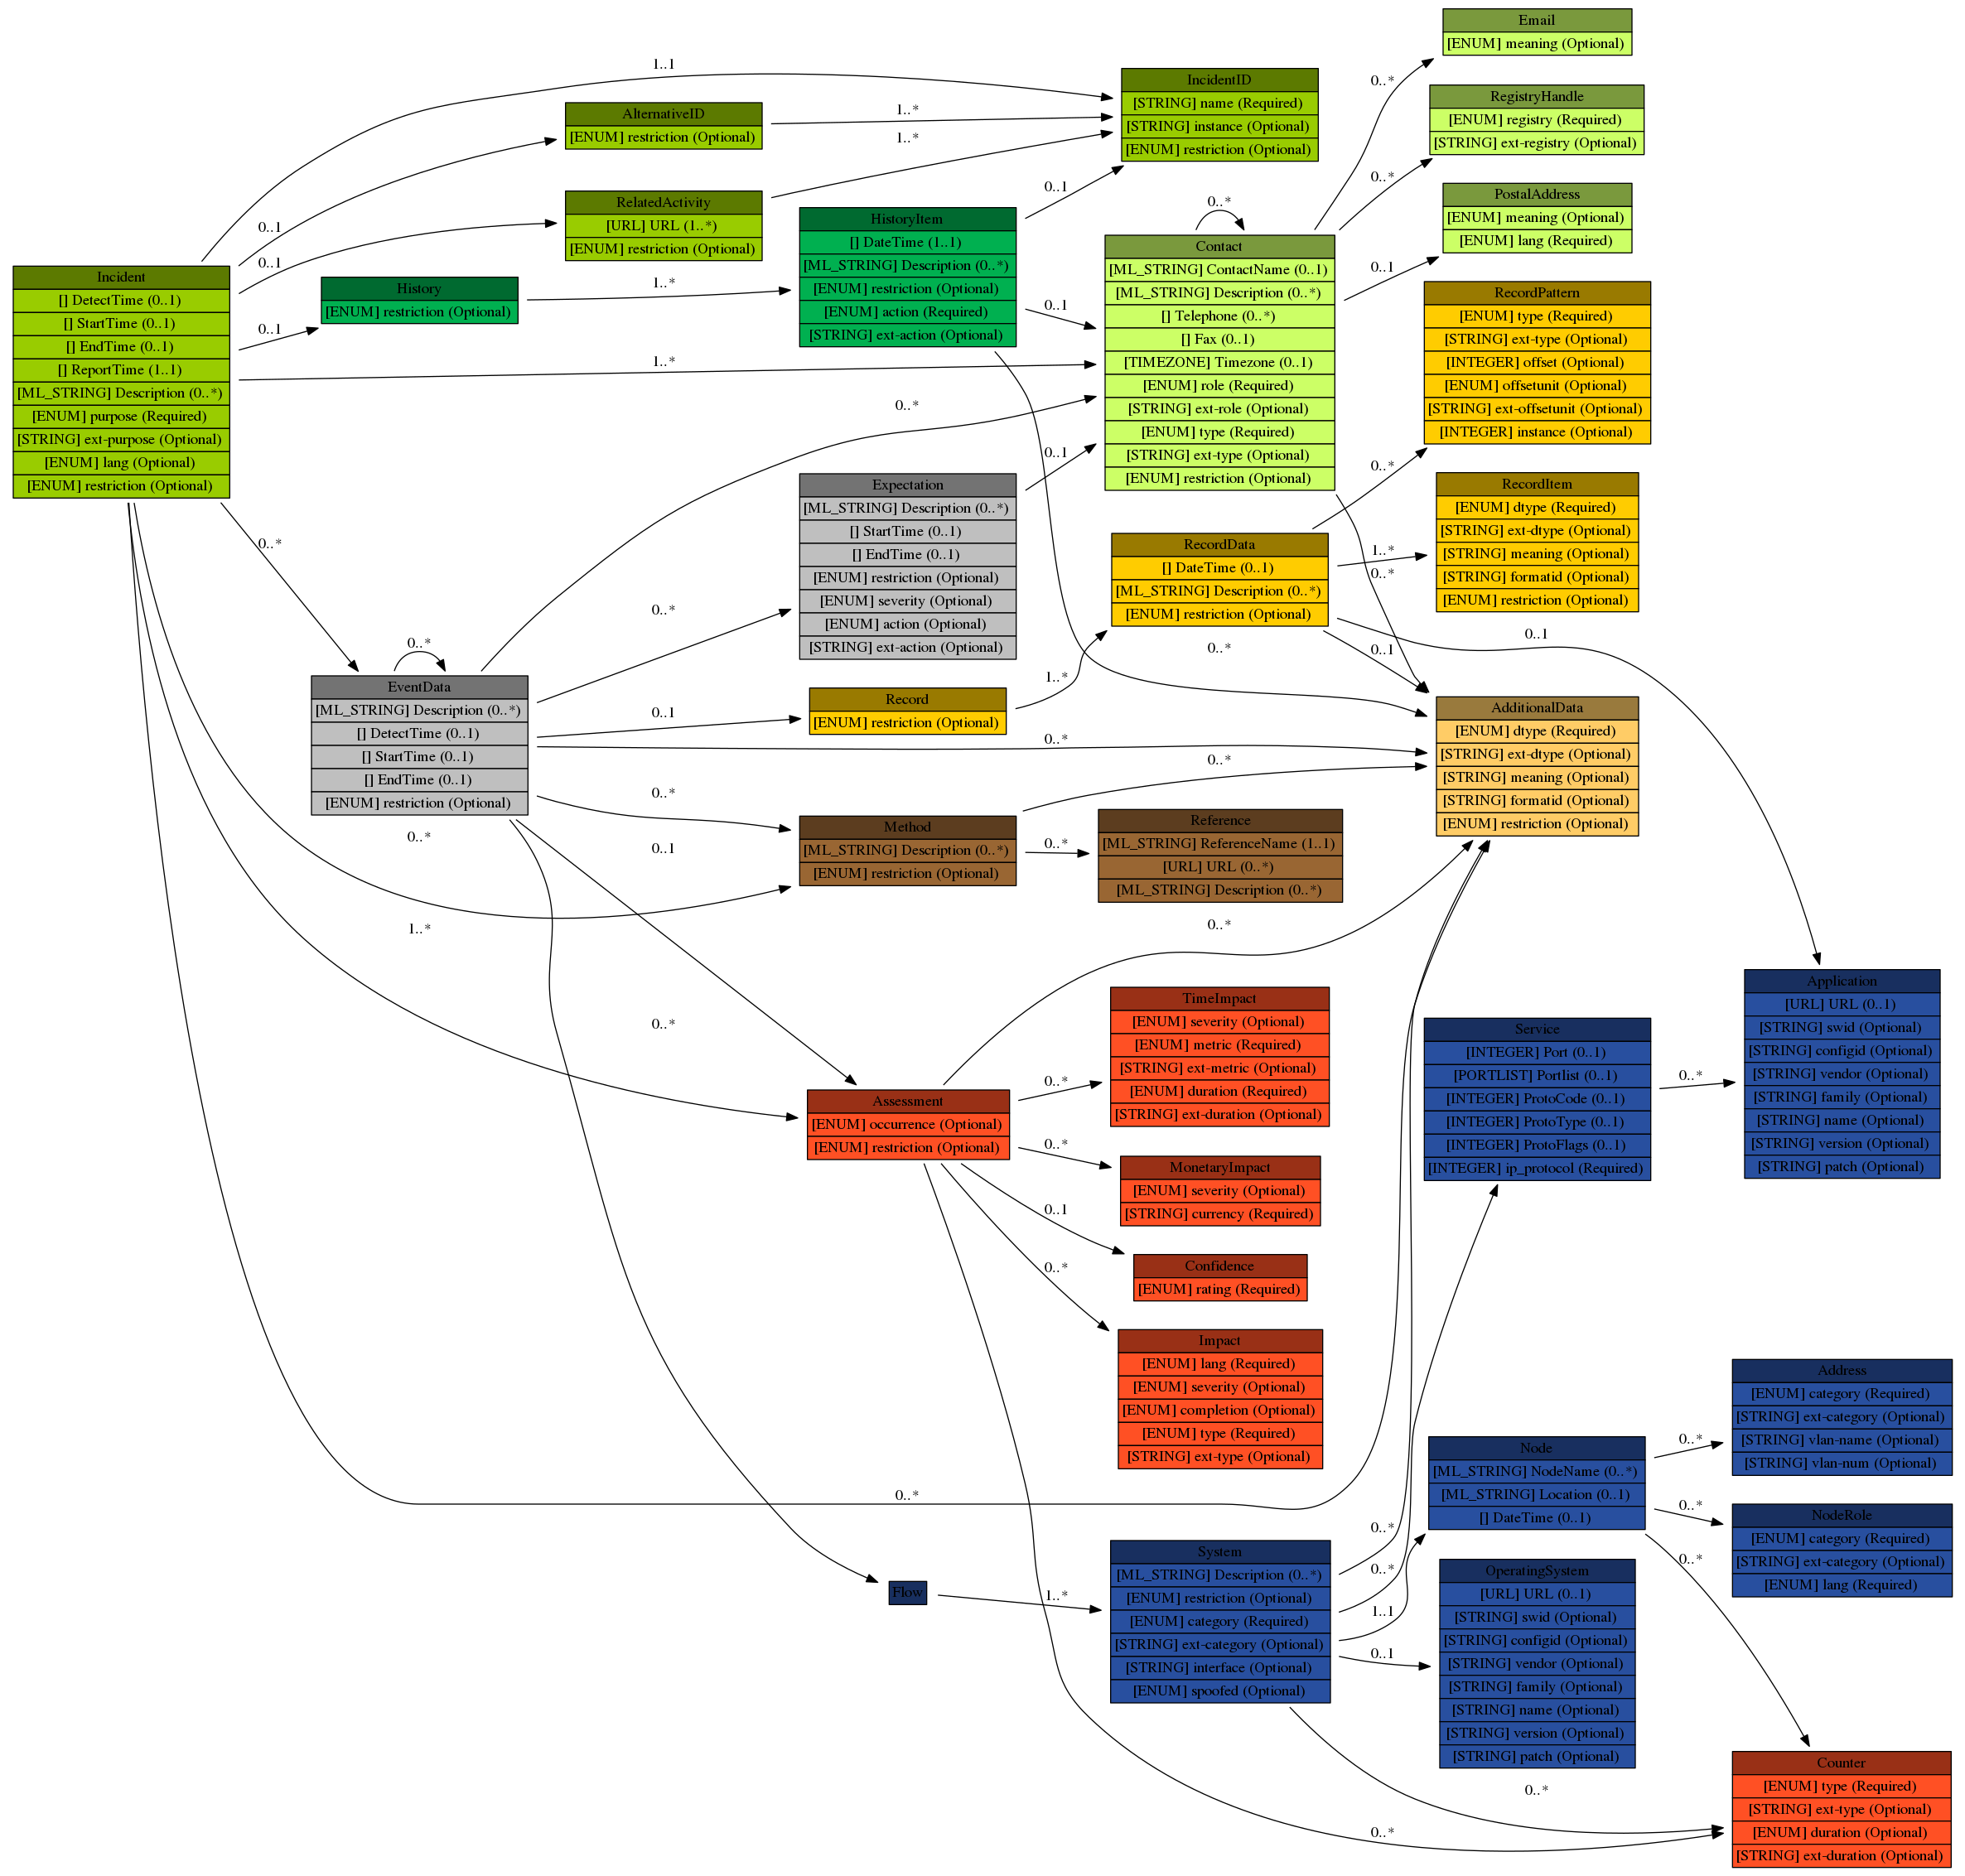 Incident
[] DetectTime (0..1)
[] StartTime (0..1)
[] EndTime (0..1)
[] ReportTime (1..1)
[ML_STRING] Description (0..*)
[ENUM] purpose (Required)
[STRING] ext-purpose (Optional)
[ENUM] lang (Optional)
[ENUM] restriction (Optional)
1..1
0..1
0..1
0..1
1..*
0..*
0..*
0..1
1..*
0..*
0..*
AlternativeID
[ENUM] restriction (Optional)
1..*
RelatedActivity
[URL] URL (1..*)
[ENUM] restriction (Optional)
1..*
History
[ENUM] restriction (Optional)
1..*
EventData
[ML_STRING] Description (0..*)
[] DetectTime (0..1)
[] StartTime (0..1)
[] EndTime (0..1)
[ENUM] restriction (Optional)
0..*
0..*
0..1
0..*
0..*
0..*
HistoryItem
[] DateTime (1..1)
[ML_STRING] Description (0..*)
[ENUM] restriction (Optional)
[ENUM] action (Required)
[STRING] ext-action (Optional)
0..1
0..1
0..*
Expectation
[ML_STRING] Description (0..*)
[] StartTime (0..1)
[] EndTime (0..1)
[ENUM] restriction (Optional)
[ENUM] severity (Optional)
[ENUM] action (Optional)
[STRING] ext-action (Optional)
0..1
Record
[ENUM] restriction (Optional)
1..*
Method
[ML_STRING] Description (0..*)
[ENUM] restriction (Optional)
0..*
0..*
Assessment
[ENUM] occurrence (Optional)
[ENUM] restriction (Optional)
0..*
0..*
0..*
0..1
0..*
0..*
Flow
1..*
IncidentID
[STRING] name (Required)
[STRING] instance (Optional)
[ENUM] restriction (Optional)
0..*
Contact
[ML_STRING] ContactName (0..1)
[ML_STRING] Description (0..*)
[] Telephone (0..*)
[] Fax (0..1)
[TIMEZONE] Timezone (0..1)
[ENUM] role (Required)
[STRING] ext-role (Optional)
[ENUM] type (Required)
[STRING] ext-type (Optional)
[ENUM] restriction (Optional)
0..*
0..*
0..1
0..*
RecordData
[] DateTime (0..1)
[ML_STRING] Description (0..*)
[ENUM] restriction (Optional)
0..*
1..*
0..1
0..1
Reference
[ML_STRING] ReferenceName (1..1)
[URL] URL (0..*)
[ML_STRING] Description (0..*)
TimeImpact
[ENUM] severity (Optional)
[ENUM] metric (Required)
[STRING] ext-metric (Optional)
[ENUM] duration (Required)
[STRING] ext-duration (Optional)
MonetaryImpact
[ENUM] severity (Optional)
[STRING] currency (Required)
Confidence
[ENUM] rating (Required)
Impact
[ENUM] lang (Required)
[ENUM] severity (Optional)
[ENUM] completion (Optional)
[ENUM] type (Required)
[STRING] ext-type (Optional)
System
[ML_STRING] Description (0..*)
[ENUM] restriction (Optional)
[ENUM] category (Required)
[STRING] ext-category (Optional)
[STRING] interface (Optional)
[ENUM] spoofed (Optional)
0..*
0..*
1..1
0..1
0..*
Email
[ENUM] meaning (Optional)
RegistryHandle
[ENUM] registry (Required)
[STRING] ext-registry (Optional)
PostalAddress
[ENUM] meaning (Optional)
[ENUM] lang (Required)
RecordPattern
[ENUM] type (Required)
[STRING] ext-type (Optional)
[INTEGER] offset (Optional)
[ENUM] offsetunit (Optional)
[STRING] ext-offsetunit (Optional)
[INTEGER] instance (Optional)
RecordItem
[ENUM] dtype (Required)
[STRING] ext-dtype (Optional)
[STRING] meaning (Optional)
[STRING] formatid (Optional)
[ENUM] restriction (Optional)
AdditionalData
[ENUM] dtype (Required)
[STRING] ext-dtype (Optional)
[STRING] meaning (Optional)
[STRING] formatid (Optional)
[ENUM] restriction (Optional)
Service
[INTEGER] Port (0..1)
[PORTLIST] Portlist (0..1)
[INTEGER] ProtoCode (0..1)
[INTEGER] ProtoType (0..1)
[INTEGER] ProtoFlags (0..1)
[INTEGER] ip_protocol (Required)
0..*
Node
[ML_STRING] NodeName (0..*)
[ML_STRING] Location (0..1)
[] DateTime (0..1)
0..*
0..*
0..*
OperatingSystem
[URL] URL (0..1)
[STRING] swid (Optional)
[STRING] configid (Optional)
[STRING] vendor (Optional)
[STRING] family (Optional)
[STRING] name (Optional)
[STRING] version (Optional)
[STRING] patch (Optional)
Application
[URL] URL (0..1)
[STRING] swid (Optional)
[STRING] configid (Optional)
[STRING] vendor (Optional)
[STRING] family (Optional)
[STRING] name (Optional)
[STRING] version (Optional)
[STRING] patch (Optional)
Address
[ENUM] category (Required)
[STRING] ext-category (Optional)
[STRING] vlan-name (Optional)
[STRING] vlan-num (Optional)
NodeRole
[ENUM] category (Required)
[STRING] ext-category (Optional)
[ENUM] lang (Required)
Counter
[ENUM] type (Required)
[STRING] ext-type (Optional)
[ENUM] duration (Optional)
[STRING] ext-duration (Optional)